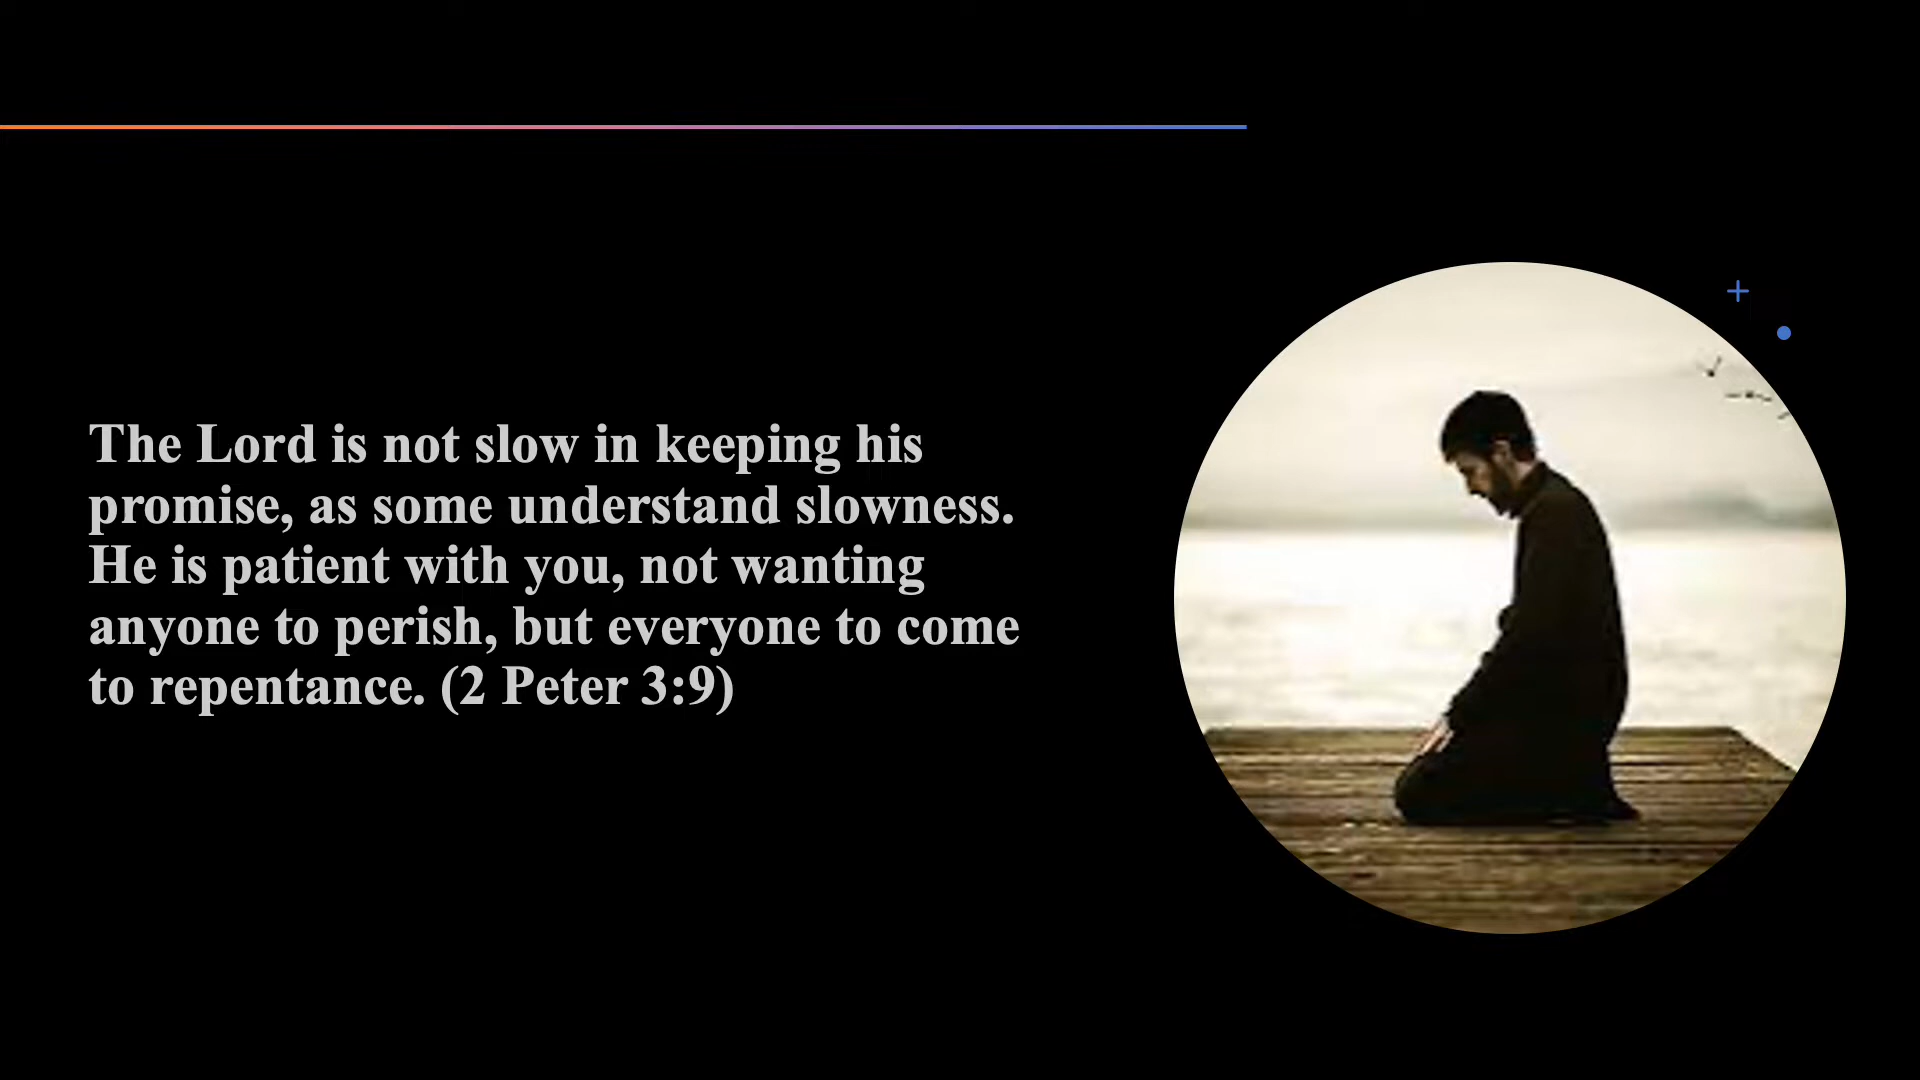 The Lord is not slow in keeping his
promise, as some understand slowness.
He is patient with you, not wanting
anyone to perish, but everyone to come
to repentance. (2 Peter 3:9)